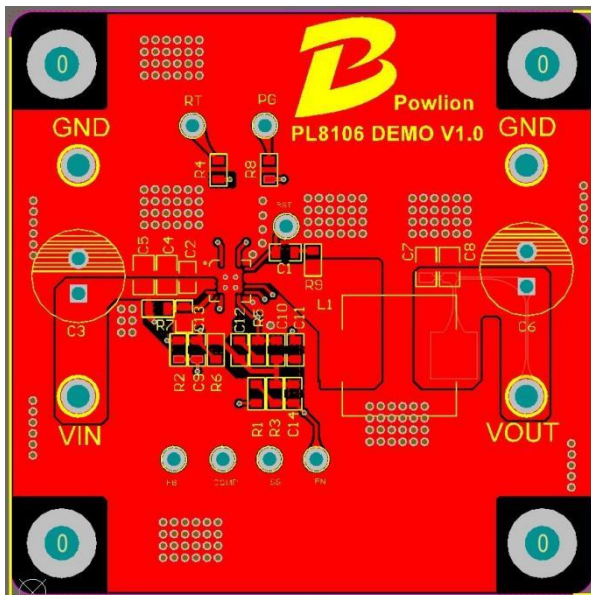 0
0
RT
PG
Powlion
PL8106 DEMO V1.0
GND
GND
R4
R8
RST
C5
C4
C2
C7
C8
C1
R9
L1
C3
C6
R7
C13
C12
R5
C10
C11
R2
C9
R6
VIN
VOUT
R1
R3
C14
FB
COMP
SS
EN
0
0